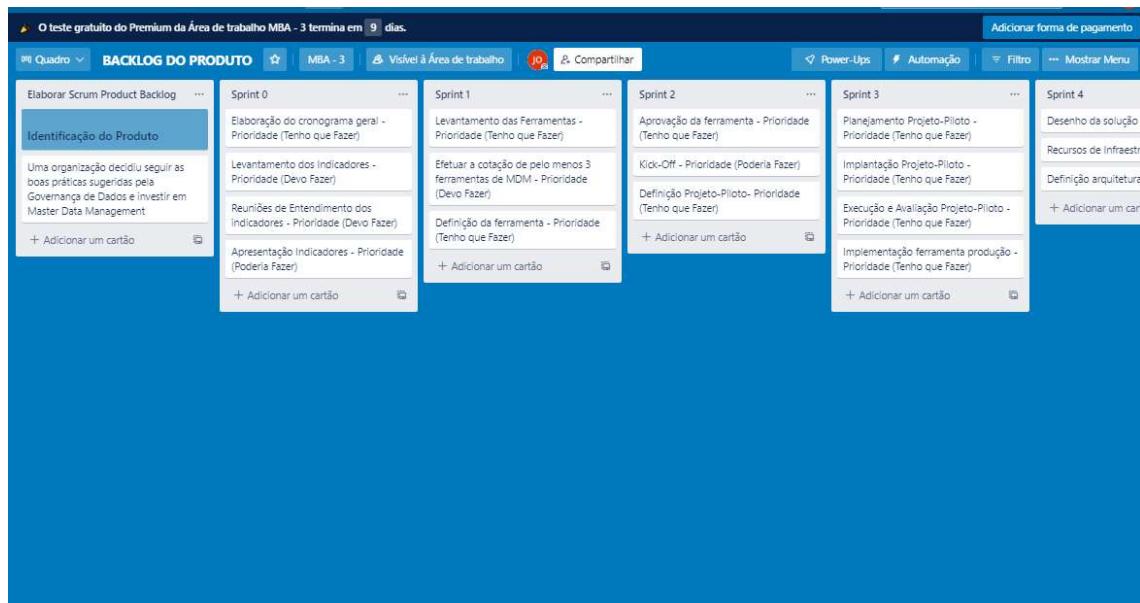 O teste gratuito do Premium da Área de trabalho MBA - 3 termina em 9 dias.
Adicionar forma de pagamento
Quadro
BACKLOG DO PRODUTO
MBA - 3
Visível à Área de trabalho
JO
Compartilhar
Power-Ups
Automação
Filtro
Mostrar Menu
Elaborar Scrum Product Backlog
Identificação do Produto
Uma organização decidiu seguir as
boas práticas sugeridas pela
Governança de Dados e investir em
Master Data Management
+ Adicionar um cartão
Sprint 0
Elaboração do cronograma geral -
Prioridade (Tenho que Fazer)
Levantamento dos Indicadores -
Prioridade (Devo Fazer)
Reuniões de Entendimento dos
indicadores - Prioridade (Devo Fazer)
Apresentação Indicadores - Prioridade
(Poderia Fazer)
+ Adicionar um cartão
Sprint 1
Levantamento das Ferramentas -
Prioridade (Tenho que Fazer)
Efetuar a cotação de pelo menos 3
ferramentas de MDM - Prioridade
(Devo Fazer)
Definição da ferramenta - Prioridade
(Tenho que Fazer)
+ Adicionar um cartão
Sprint 2
Aprovação da ferramenta - Prioridade
(Tenho que Fazer)
Kick-Off - Prioridade (Poderia Fazer)
Definição Projeto-Piloto- Prioridade
(Tenho que Fazer)
+ Adicionar um cartão
Sprint 3
Planejamento Projeto-Piloto -
Prioridade (Tenho que Fazer)
Implantação Projeto-Piloto -
Prioridade (Tenho que Fazer)
Execução e Avaliação Projeto-Piloto -
Prioridade (Tenho que Fazer)
Implementação ferramenta produção -
Prioridade (Tenho que Fazer)
+ Adicionar um cartão
Sprint 4
Desenho da solução
Recursos de Infraestr
Definição arquitetura
+ Adicionar um car